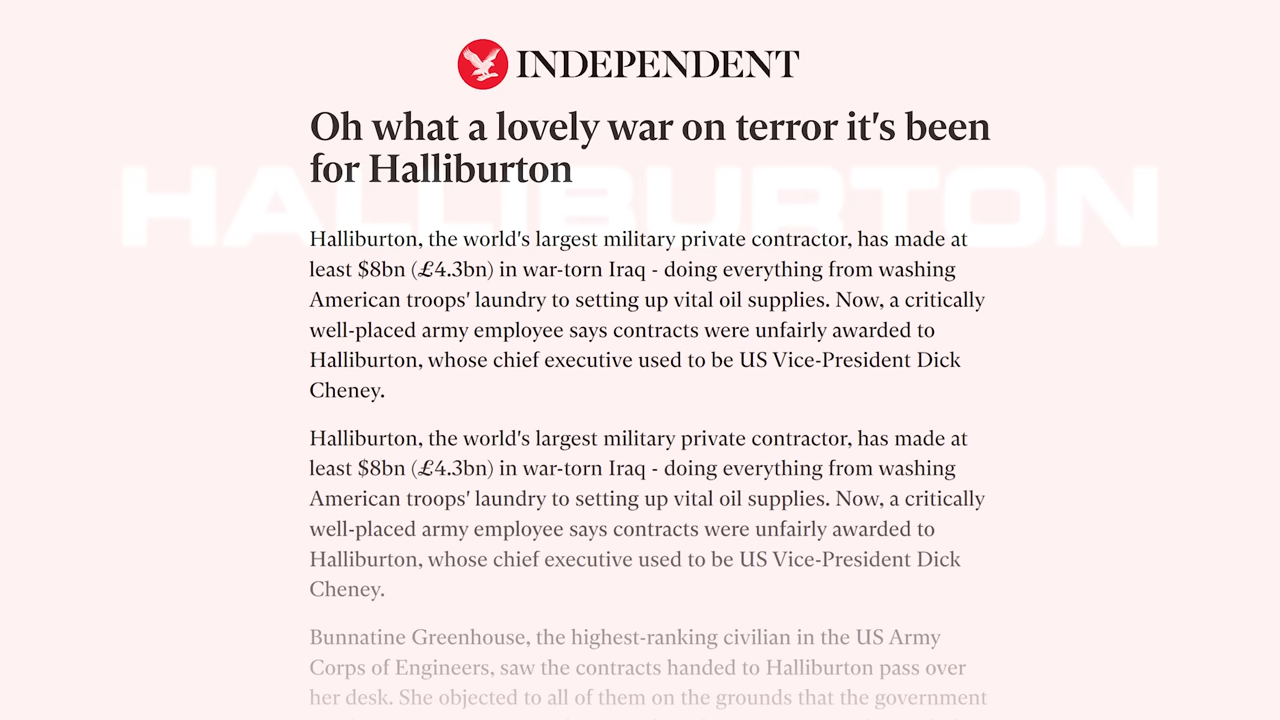 INDEPENDENT
Oh what a lovely war on terror it's been
for Halliburton
HALLIBURTON
Halliburton, the world's largest military private contractor, has made at
least $8bn (£4.3bn) in war-torn Iraq - doing everything from washing
American troops' laundry to setting up vital oil supplies. Now, a critically
well-placed army employee says contracts were unfairly awarded to
Halliburton, whose chief executive used to be US Vice-President Dick
Cheney.
Halliburton, the world's largest military private contractor, has made at
least $8bn (£4.3bn) in war-torn Iraq - doing everything from washing
American troops' laundry to setting up vital oil supplies. Now, a critically
well-placed army employee says contracts were unfairly awarded to
Halliburton, whose chief executive used to be US Vice-President Dick
Cheney.
Bunnatine Greenhouse, the highest-ranking civilian in the US Army
Corps of Engineers, saw the contracts handed to Halliburton pass over
her desk. She objected to all of them on the grounds that the government